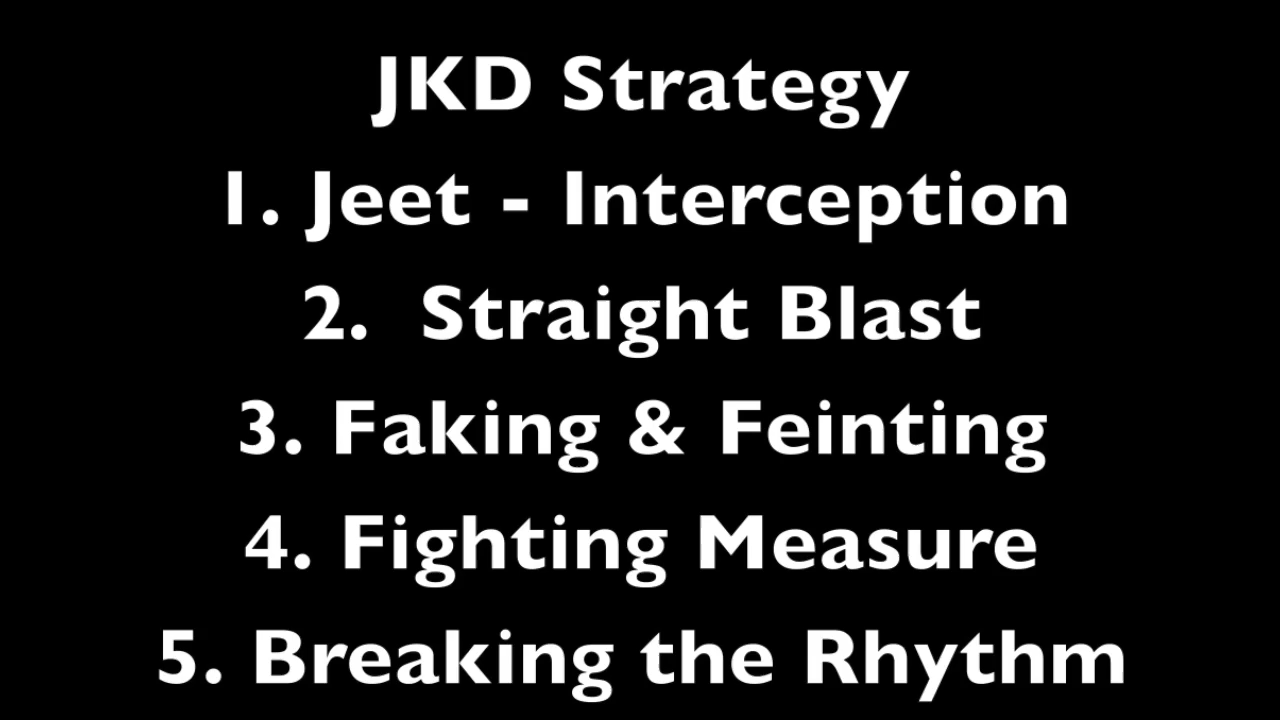 JKD Strategy
1. Jeet - Interception
2. Straight Blast
3. Faking & Feinting
4. Fighting Measure
5. Breaking the Rhythm